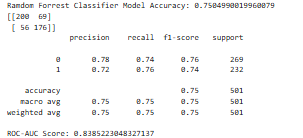 Ramdom Forrest Classifier Model Accuracy: 0.7504990019960079
[[200 69]
[ 56 176]]
precision recall f1-score support
0 0.78 0.74 0.76 269
1 0.72 0.76 0.74 232
accuracy 0.75 501
macro avg 0.75 0.75 0.75 501
weighted avg 0.75 0.75 0.75 501
ROC-AUC Score: 0.8385223048327137